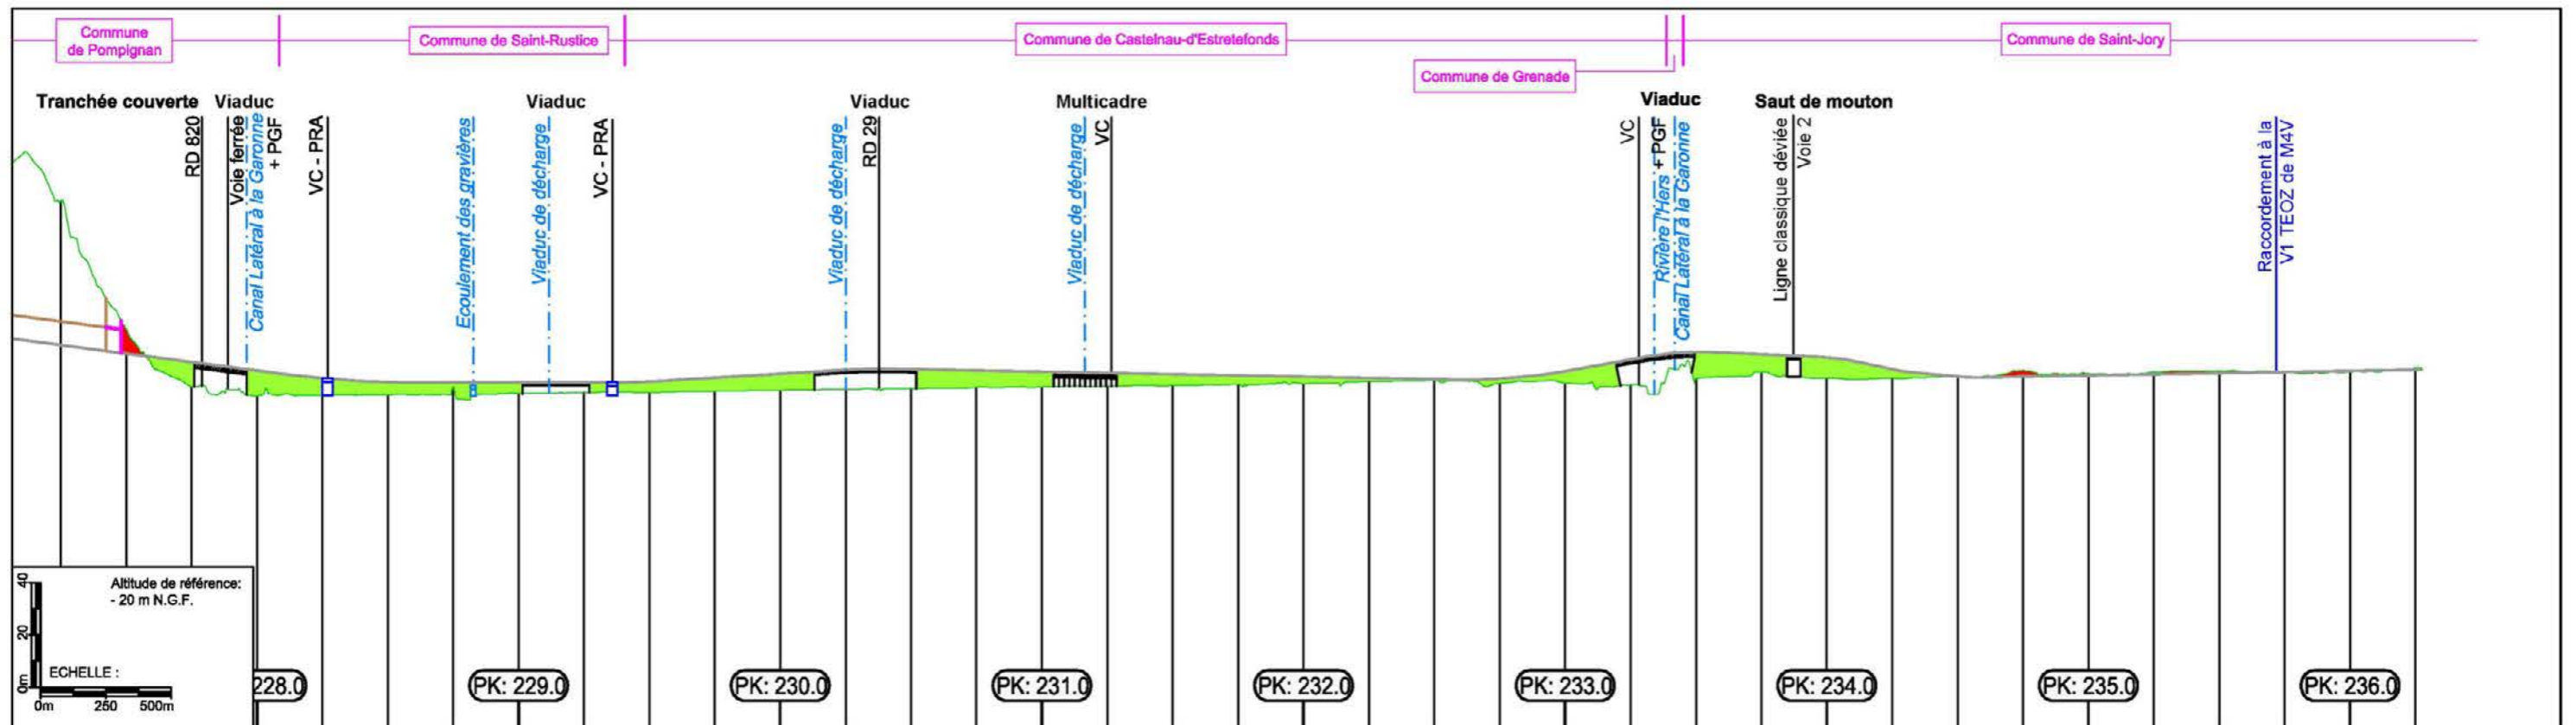 Commune
de Pompignan
Commune de Saint-Rustice
Commune de Castelnau-d'Estretefonds
Commune de Saint-Jory
Commune de Grenade
Tranchée couverte
Viaduc
Viaduc
Viaduc
Multicadre
Viaduc
Saut de mouton
RD 820
Voie ferrée
Canal Latéral à la Garonne
+ PGF
VC - PRA
Ecoulement des gravières
Viaduc de décharge
VC - PRA
Viaduc de décharge
RD 29
Viaduc de décharge
VC
VC
Rivière l'Hers + PGF
Canal Latéral à la Garonne
Ligne classique déviée
Voie 2
Raccordement à la
V1 TEOZ de M4V
Altitude de référence:
- 20 m N.G.F.
40
20
0m
ECHELLE :
0m 250 500m
228.0
PK: 229.0
PK: 230.0
PK: 231.0
PK: 232.0
PK: 233.0
PK: 234.0
PK: 235.0
PK: 236.0